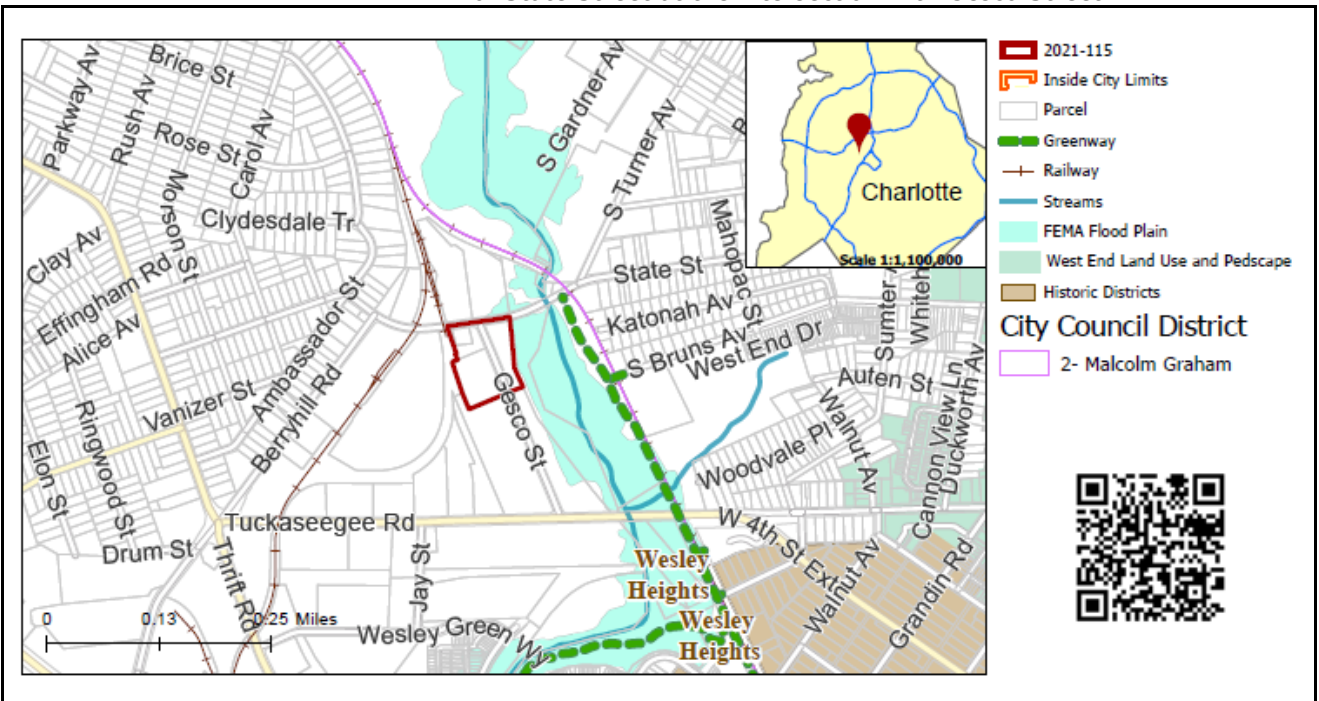 Parkway Av
Brice St
Rush Av
Rose St
Carol Av
Morson St
Clydesdale Tr
Clay Av
Effingham Rd
Alice Av
Ambassador St
Vanizer St
Berryhill Rd
Ringwood St
Elon St
Drum St
Thrift Rd
Tuckaseegee Rd
Jay St
Gesco St
S Gardner Av
S Turner Av
State St
Katonah Av
Mahopac St
S Bruns Av
West End Dr
Sumter
Whiteh
Auten St
Walnut Av
Woodvale Pl
Cannon View Ln
Duckworth Av
W 4th St Ext
Walnut Av
Grandin Rd
Wesley
Heights
Wesley
Heights
Wesley Green Wy
0 0.13 0.25 Miles
Charlotte
Scale 1:1,100,000
2021-115
Inside City Limits
Parcel
Greenway
Railway
Streams
FEMA Flood Plain
West End Land Use and Pedscape
Historic Districts
City Council District
2- Malcolm Graham